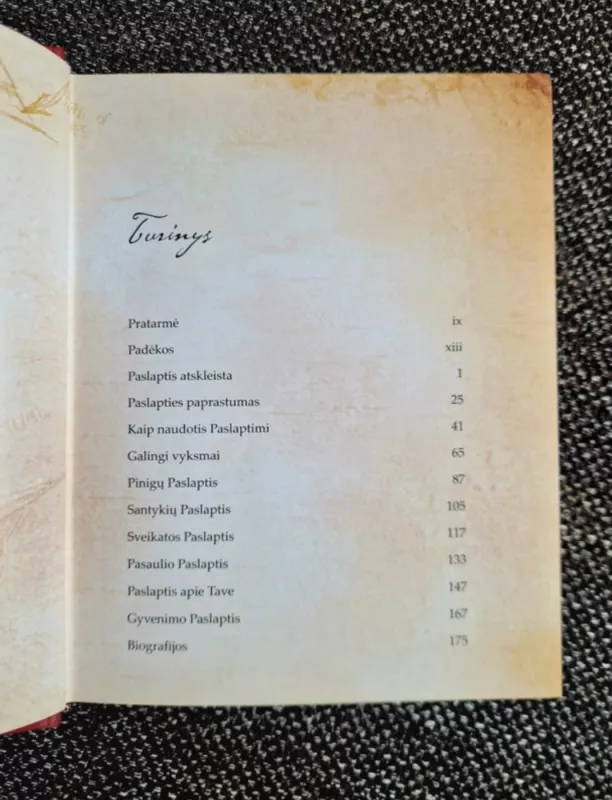 Turinys
Pratarmė ix
Padėkos xiii
Paslaptis atskleista 1
Paslapties paprastumas 25
Kaip naudotis Paslaptimi 41
Galingi vyksmai 65
Pinigų Paslaptis 87
Santykių Paslaptis 105
Sveikatos Paslaptis 117
Pasaulio Paslaptis 133
Paslaptis apie Tave 147
Gyvenimo Paslaptis 167
Biografijos 175